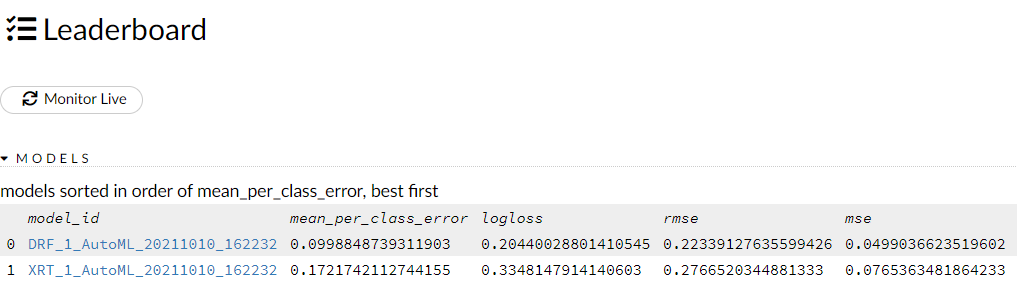 Leaderboard
Monitor Live
MODELS
models sorted in order of mean_per_class_error, best first
model_id mean_per_class_error logloss rmse mse
0 DRF_1_AutoML_20211010_162232 0.0998848739311903 0.20440028801410545 0.22339127635599426 0.0499036623519602
1 XRT_1_AutoML_20211010_162232 0.1721742112744155 0.3348147914140603 0.2766520344881333 0.0765363481864233